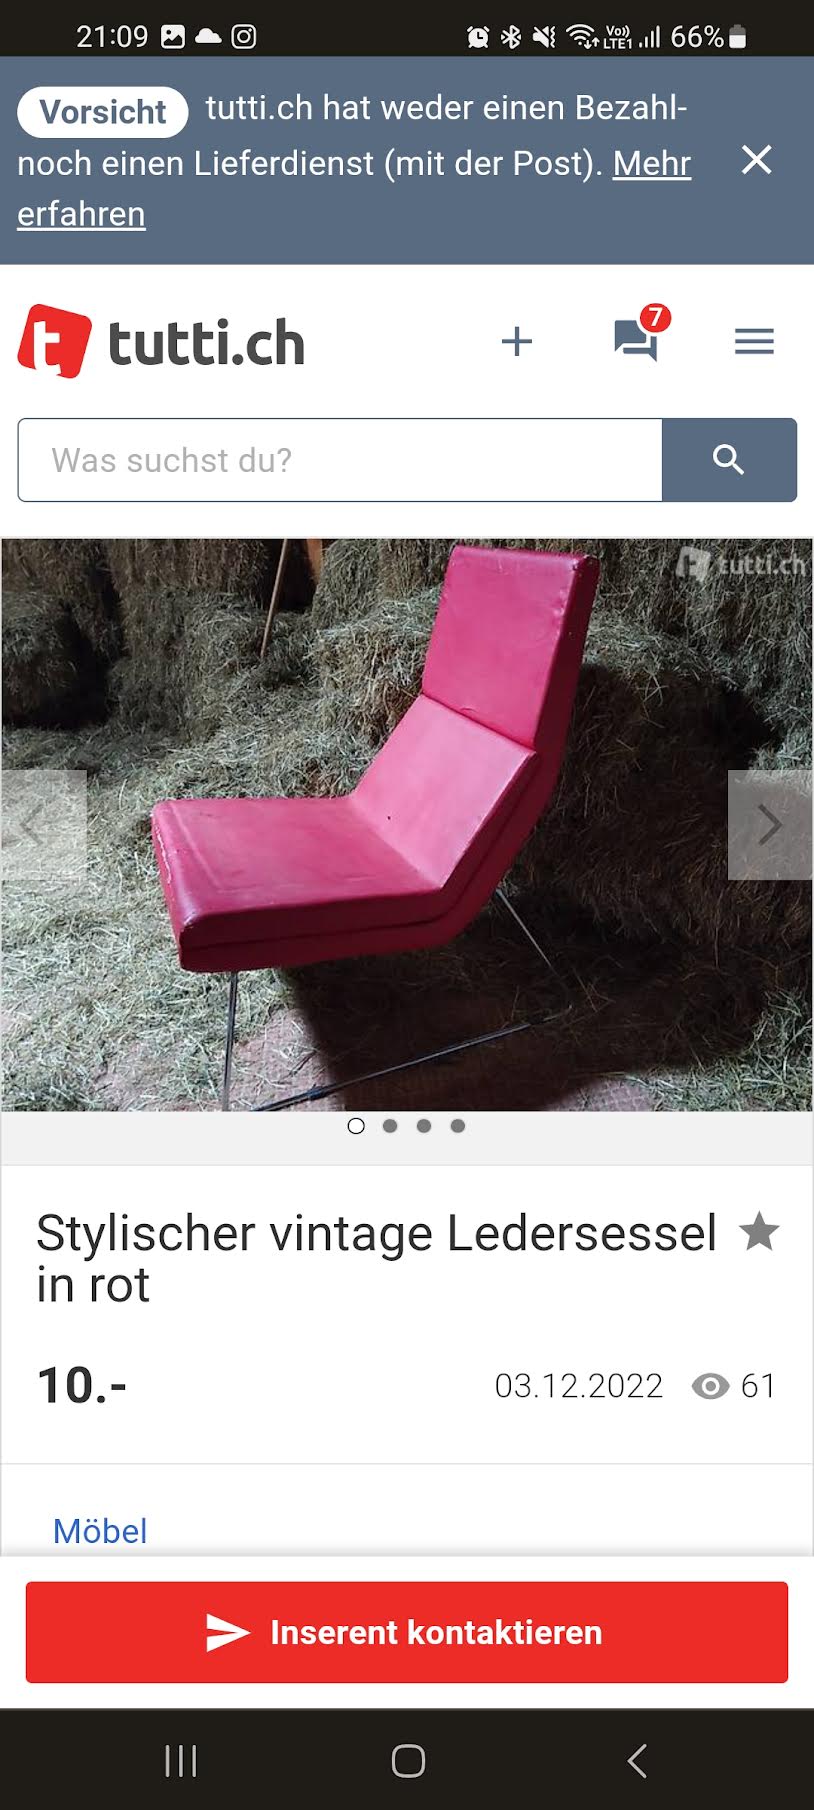 21:09 Vo)) LTE1 66%
Vorsicht tutti.ch hat weder einen Bezahl-
noch einen Lieferdienst (mit der Post). Mehr
erfahren
tutti.ch 7
Was suchst du?
tutti.ch
Stylischer vintage Ledersessel
in rot
10.- 03.12.2022 61
Möbel
Inserent kontaktieren